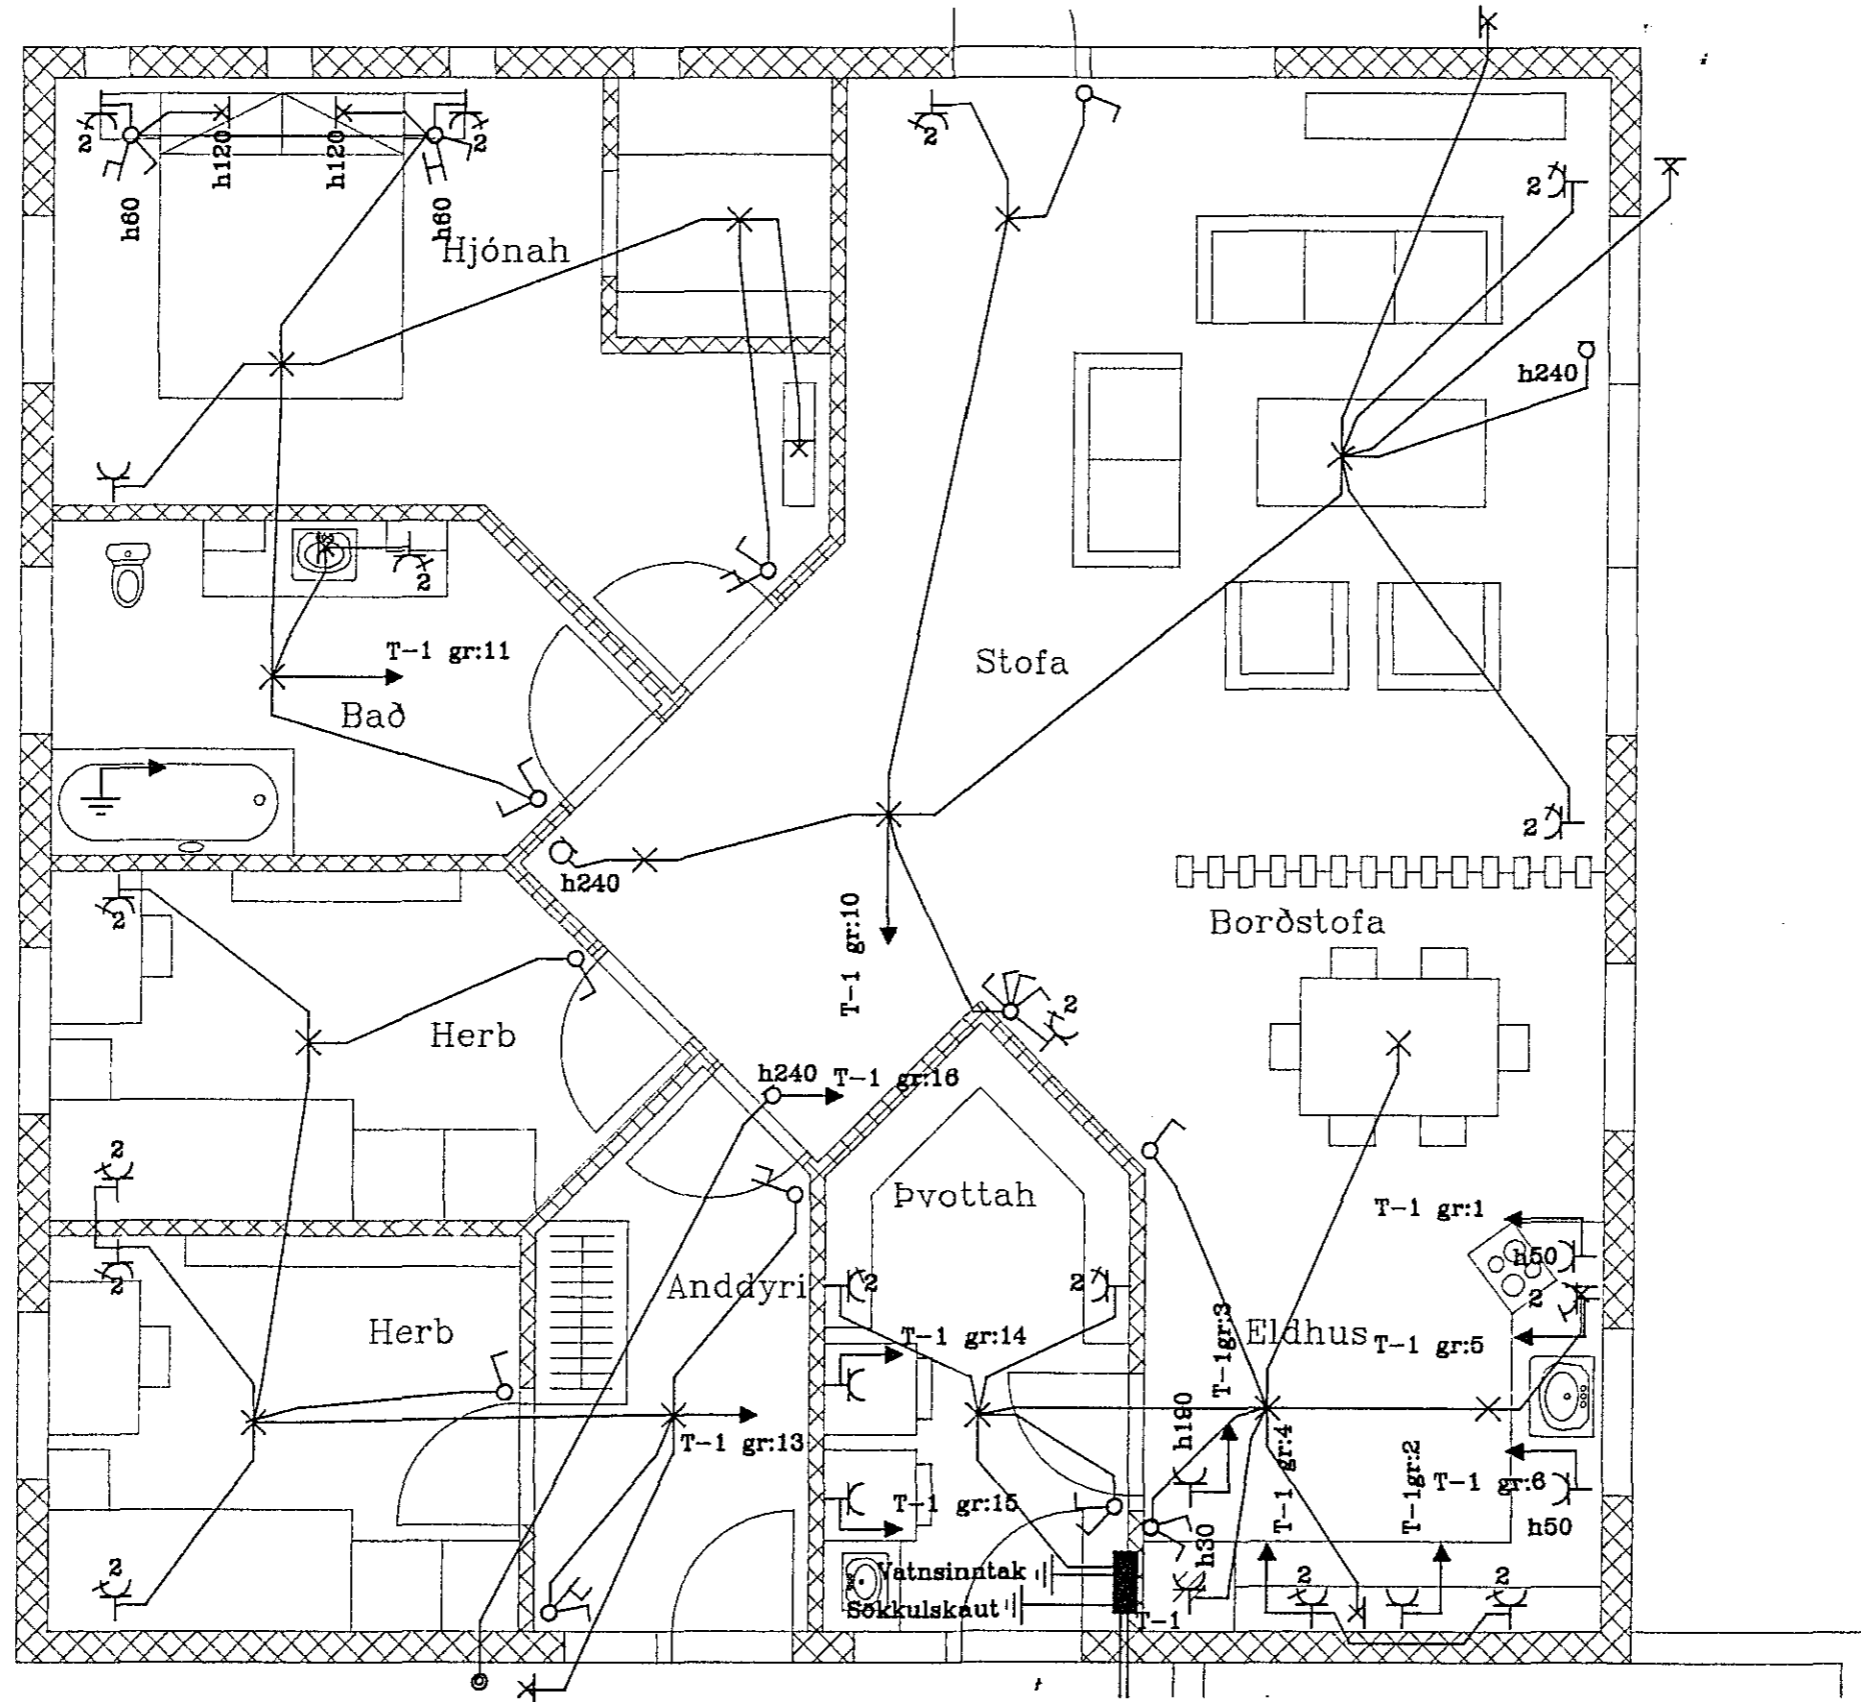 2
h120
h120
2
h60
h60
Hjónah
2
2
h240
2
T-1 gr:11
Bað
Stofa
2
h240
2
Borðstofa
T-1 gr:10
2
Herb
h240
T-1 gr:16
2
Þvottah
T-1 gr:1
2
h50
2
Anddyri
2
2
2
Herb
T-1 gr:14
T-1gr:3
Eldhus
T-1 gr:5
h190
T-1 gr:13
T-1 gr:4
T-1gr:2
T-1 gr:6
T-1 gr:15
h30
h50
2
Vatnsinntak
2
2
Sökkulskaut
T-1